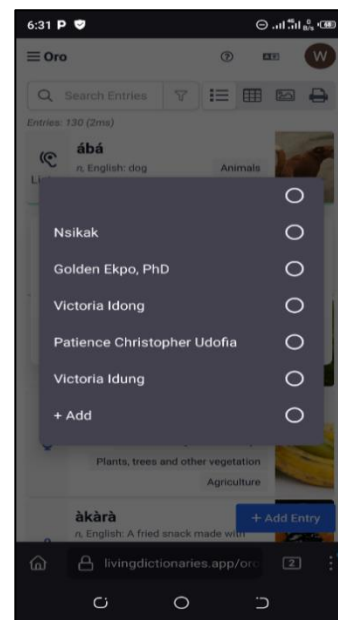 6:31 P
Oro
W
Search Entries
Entries: 130 (2ms)
ábá
n, English: dog
Animals
Nsikak
Golden Ekpo, PhD
Victoria Idong
Patience Christopher Udofia
Victoria Idung
+ Add
Plants, trees and other vegetation
Agriculture
àkàrà
+ Add Entry
n, English: A fried snack made with
livingdictionaries.app/oro
2